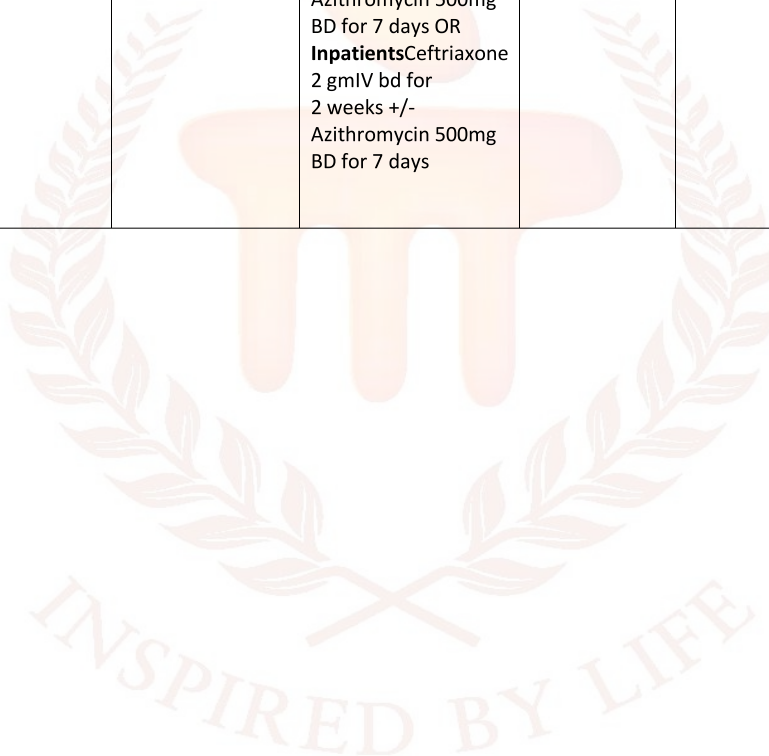 Azithromycin 500mg
BD for 7 days OR
InpatientsCeftriaxone
2 gmIV bd for
2 weeks +/-
Azithromycin 500mg
BD for 7 days
INSPIRED BY LIFE